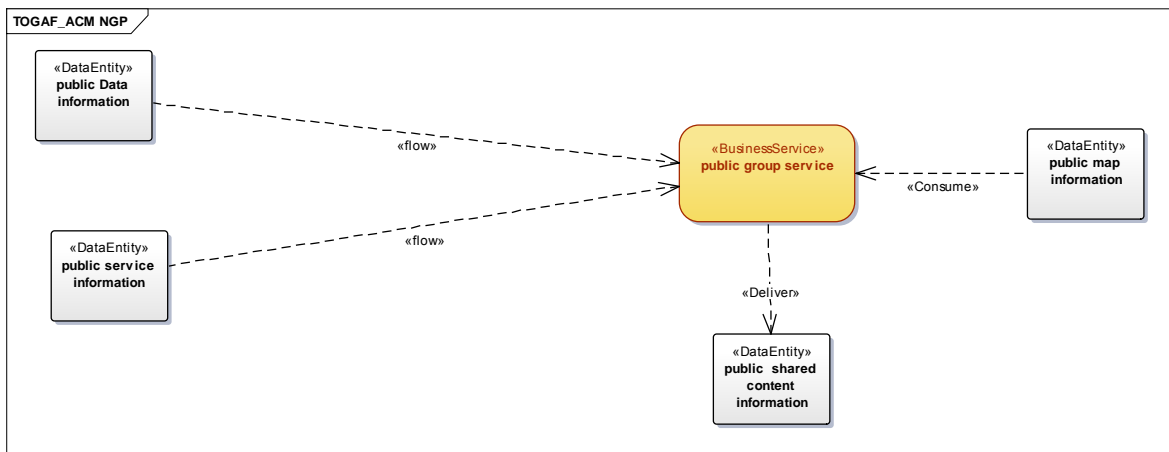 TOGAF_ACM NGP
«DataEntity»
public Data
information
«flow»
«BusinessService»
public group service
«DataEntity»
public map
information
«Consume»
«DataEntity»
public service
information
«flow»
«Deliver»
«DataEntity»
public shared
content
information